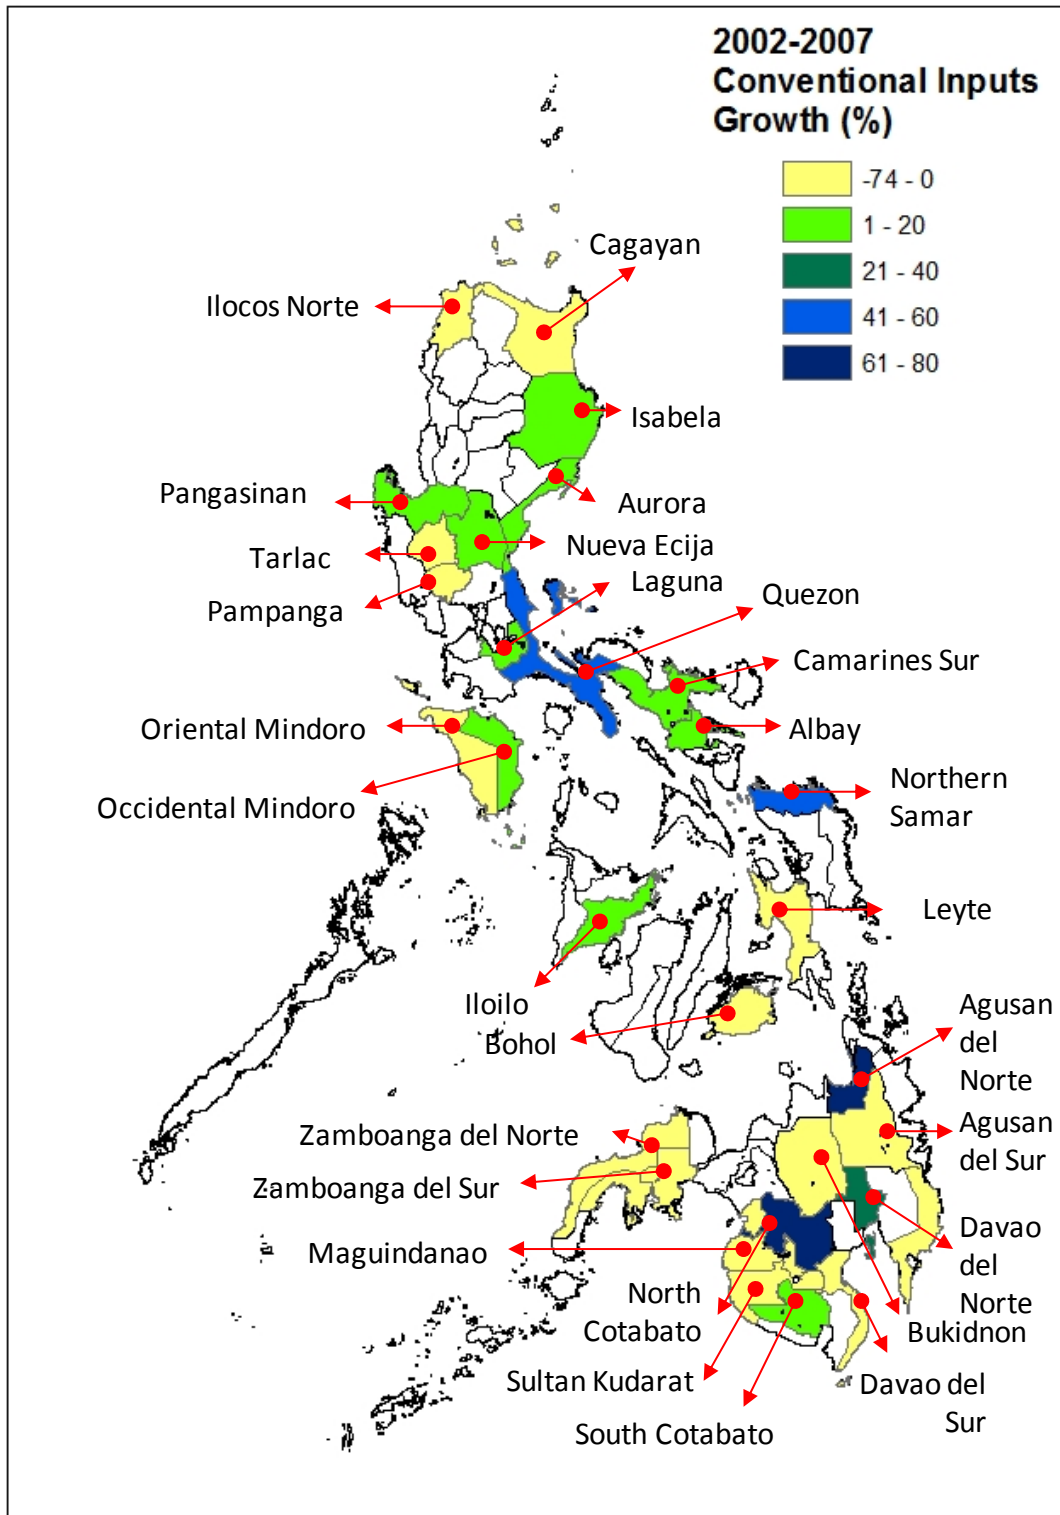 2002-2007
Conventional Inputs
Growth (%)
-74 - 0
1 - 20
21 - 40
41 - 60
61 - 80
Cagayan
Ilocos Norte
Isabela
Pangasinan
Aurora
Tarlac
Nueva Ecija
Laguna
Pampanga
Quezon
Camarines Sur
Oriental Mindoro
Albay
Occidental Mindoro
Northern
Samar
Leyte
Iloilo
Bohol
Agusan
del
Norte
Zamboanga del Norte
Agusan
del Sur
Zamboanga del Sur
Maguindanao
Davao
del
Norte
North
Cotabato
Bukidnon
Sultan Kudarat
Davao del
Sur
South Cotabato